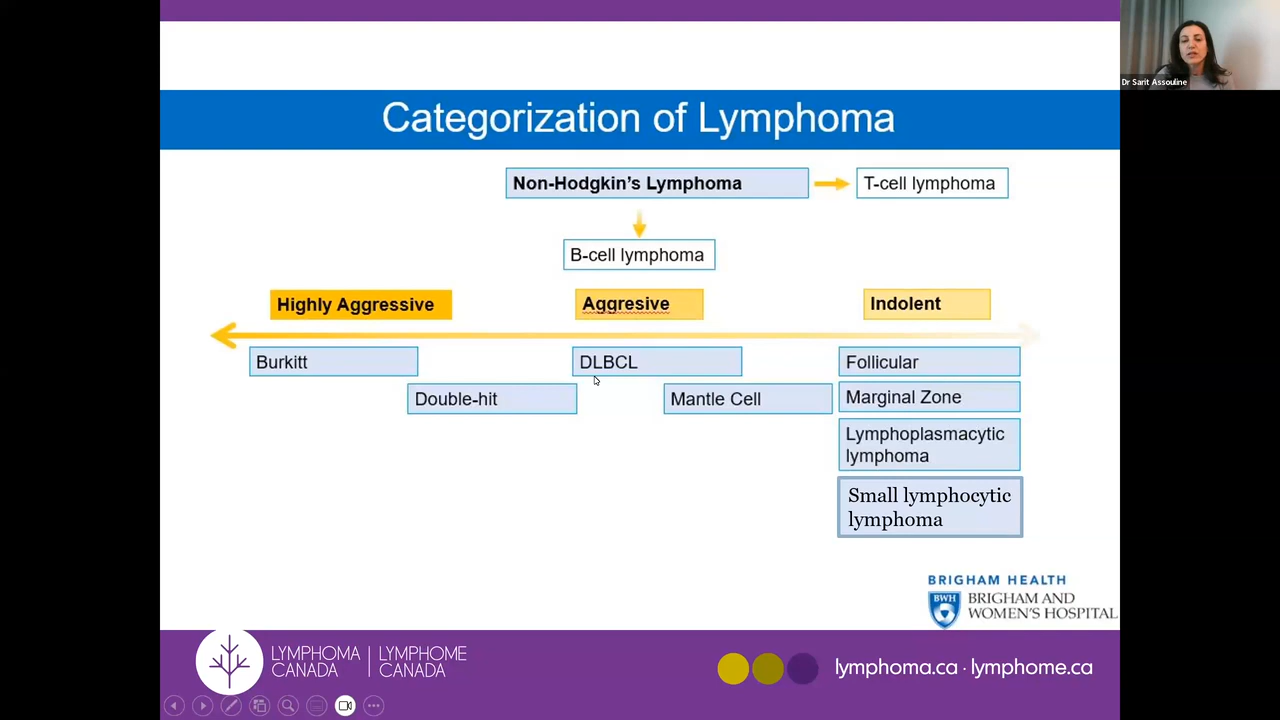 Dr Sarit Assouline
Categorization of Lymphoma
Non-Hodgkin's Lymphoma
T-cell lymphoma
B-cell lymphoma
Highly Aggressive
Aggresive
Indolent
Burkitt
DLBCL
Follicular
Double-hit
Mantle Cell
Marginal Zone
Lymphoplasmacytic
lymphoma
Small lymphocytic
lymphoma
BRIGHAM HEALTH
BWH
BRIGHAM AND
WOMEN'S HOSPITAL
LYMPHOMA
CANADA
LYMPHOME
CANADA
lymphoma.ca · lymphome.ca